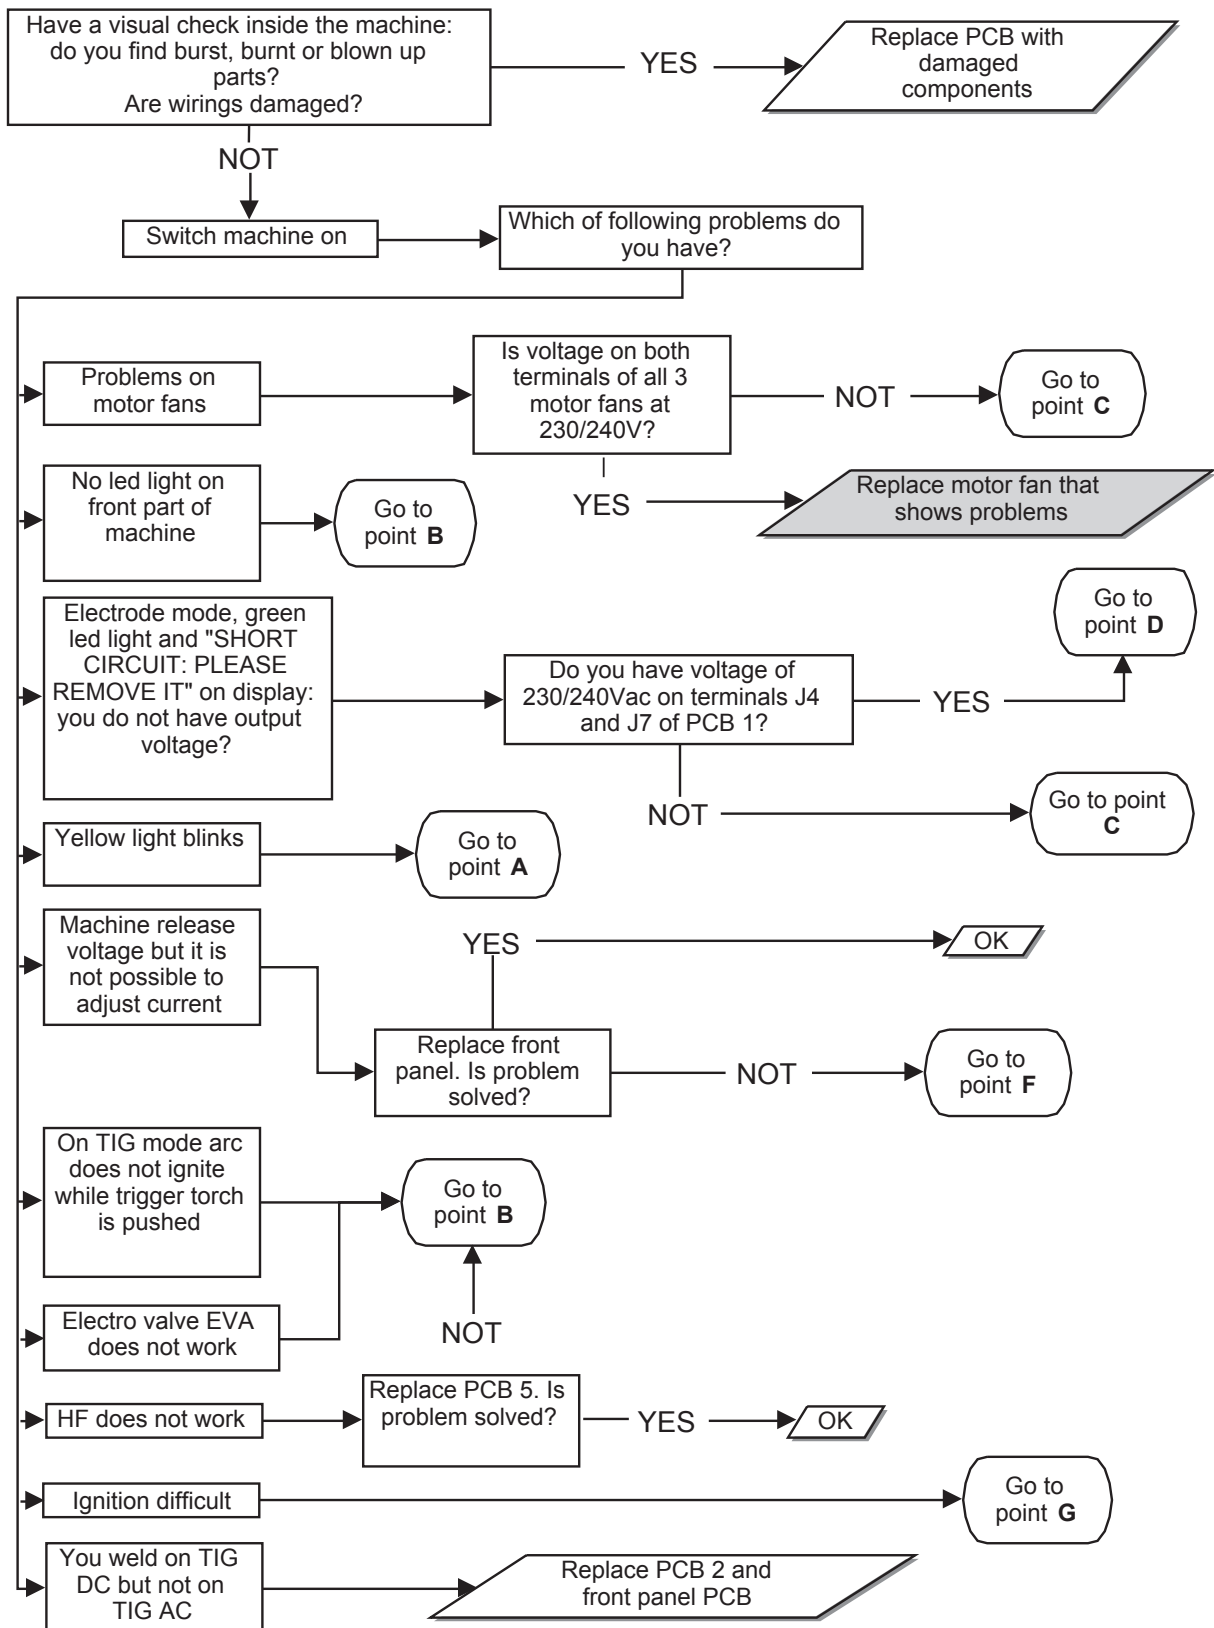 Have a visual check inside the machine:
do you find burst, burnt or blown up
parts?
Are wirings damaged?
YES
Replace PCB with
damaged
components
NOT
Switch machine on
Which of following problems do
you have?
Problems on
motor fans
Is voltage on both
terminals of all 3
motor fans at
230/240V?
NOT
Go to
point C
YES
Replace motor fan that
shows problems
No led light on
front part of
machine
Go to
point B
Electrode mode, green
led light and "SHORT
CIRCUIT: PLEASE
REMOVE IT" on display:
you do not have output
voltage?
Do you have voltage of
230/240Vac on terminals J4
and J7 of PCB 1?
YES
Go to
point D
NOT
Go to point
C
Yellow light blinks
Go to
point A
Machine release
voltage but it is
not possible to
adjust current
Replace front
panel. Is problem
solved?
YES
OK
NOT
Go to
point F
On TIG mode arc
does not ignite
while trigger torch
is pushed
Go to
point B
NOT
Electro valve EVA
does not work
HF does not work
Replace PCB 5. Is
problem solved?
YES
OK
Ignition difficult
Go to
point G
You weld on TIG
DC but not on
TIG AC
Replace PCB 2 and
front panel PCB